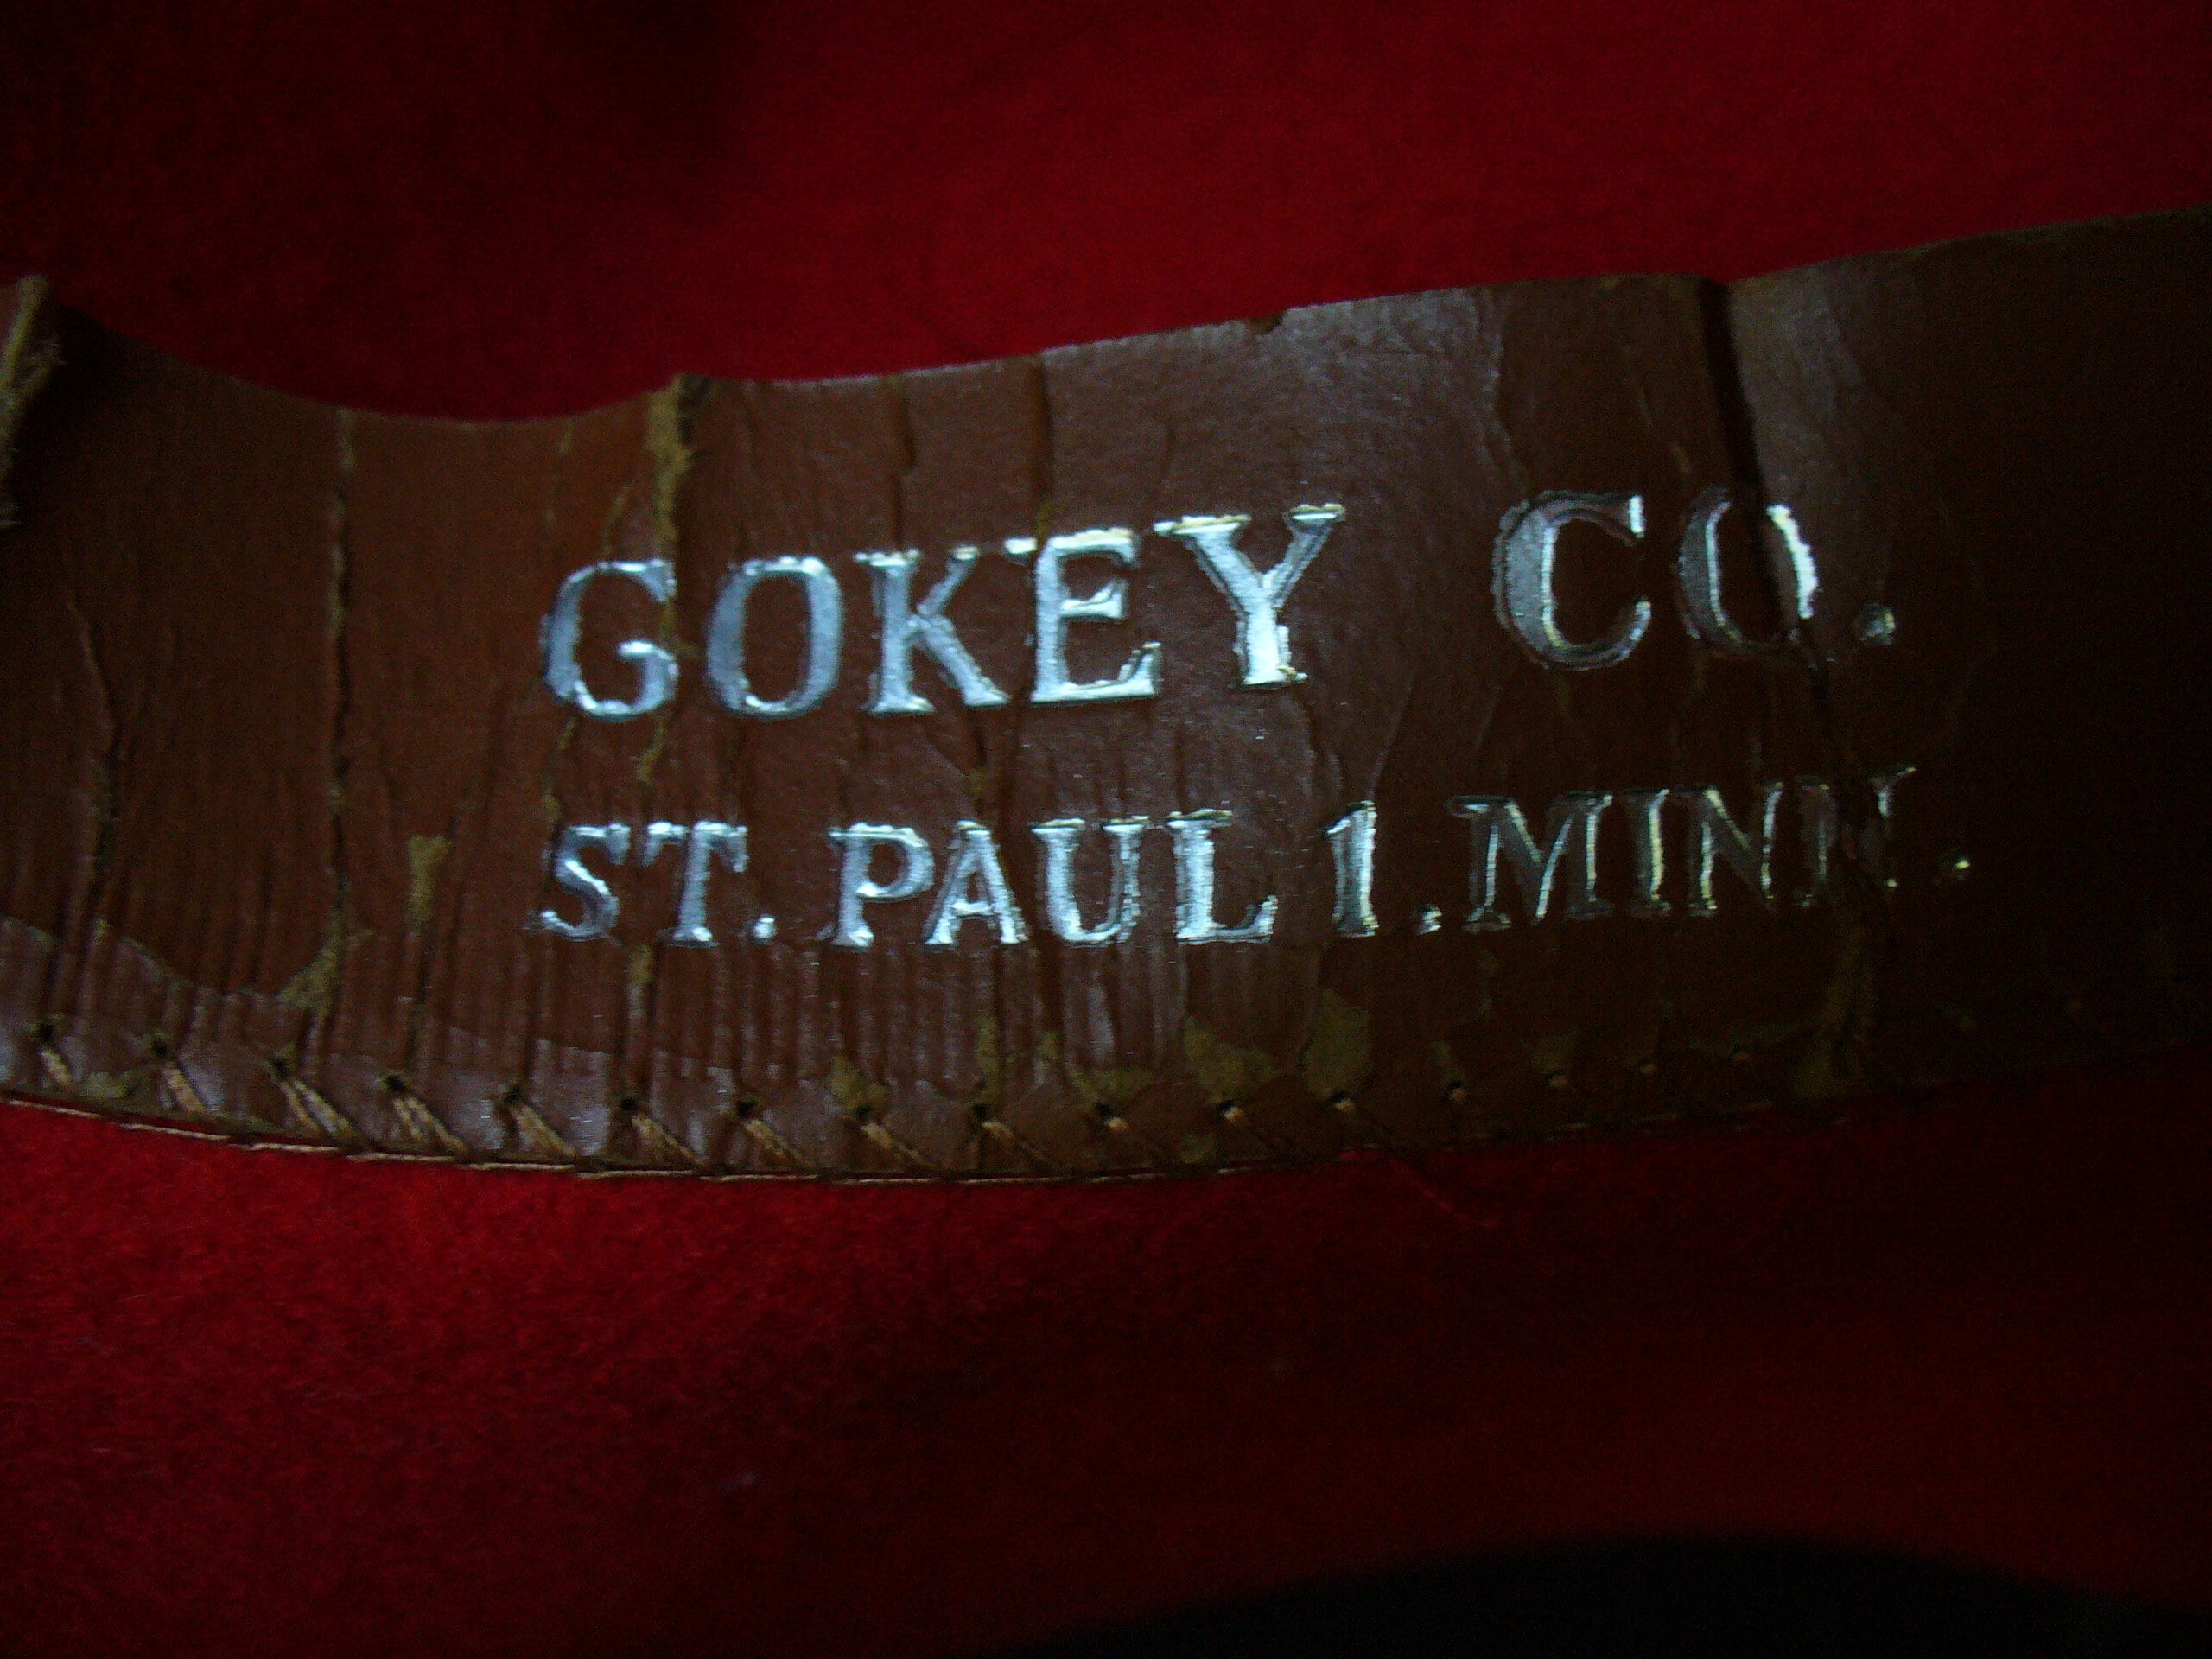 GOKEY CO.
ST. PAUL 1. MINN.